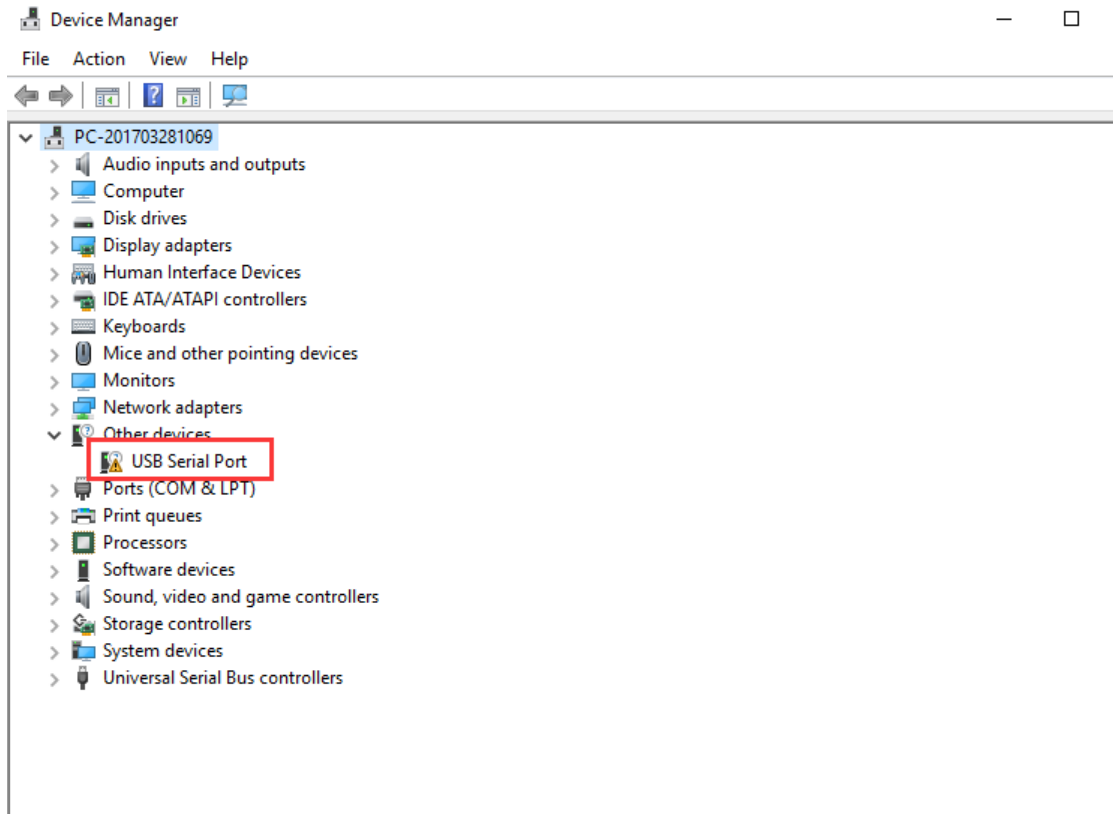 Device Manager
File Action View Help
PC-201703281069
Audio inputs and outputs
Computer
Disk drives
Display adapters
Human Interface Devices
IDE ATA/ATAPI controllers
Keyboards
Mice and other pointing devices
Monitors
Network adapters
Other devices
USB Serial Port
Ports (COM & LPT)
Print queues
Processors
Software devices
Sound, video and game controllers
Storage controllers
System devices
Universal Serial Bus controllers